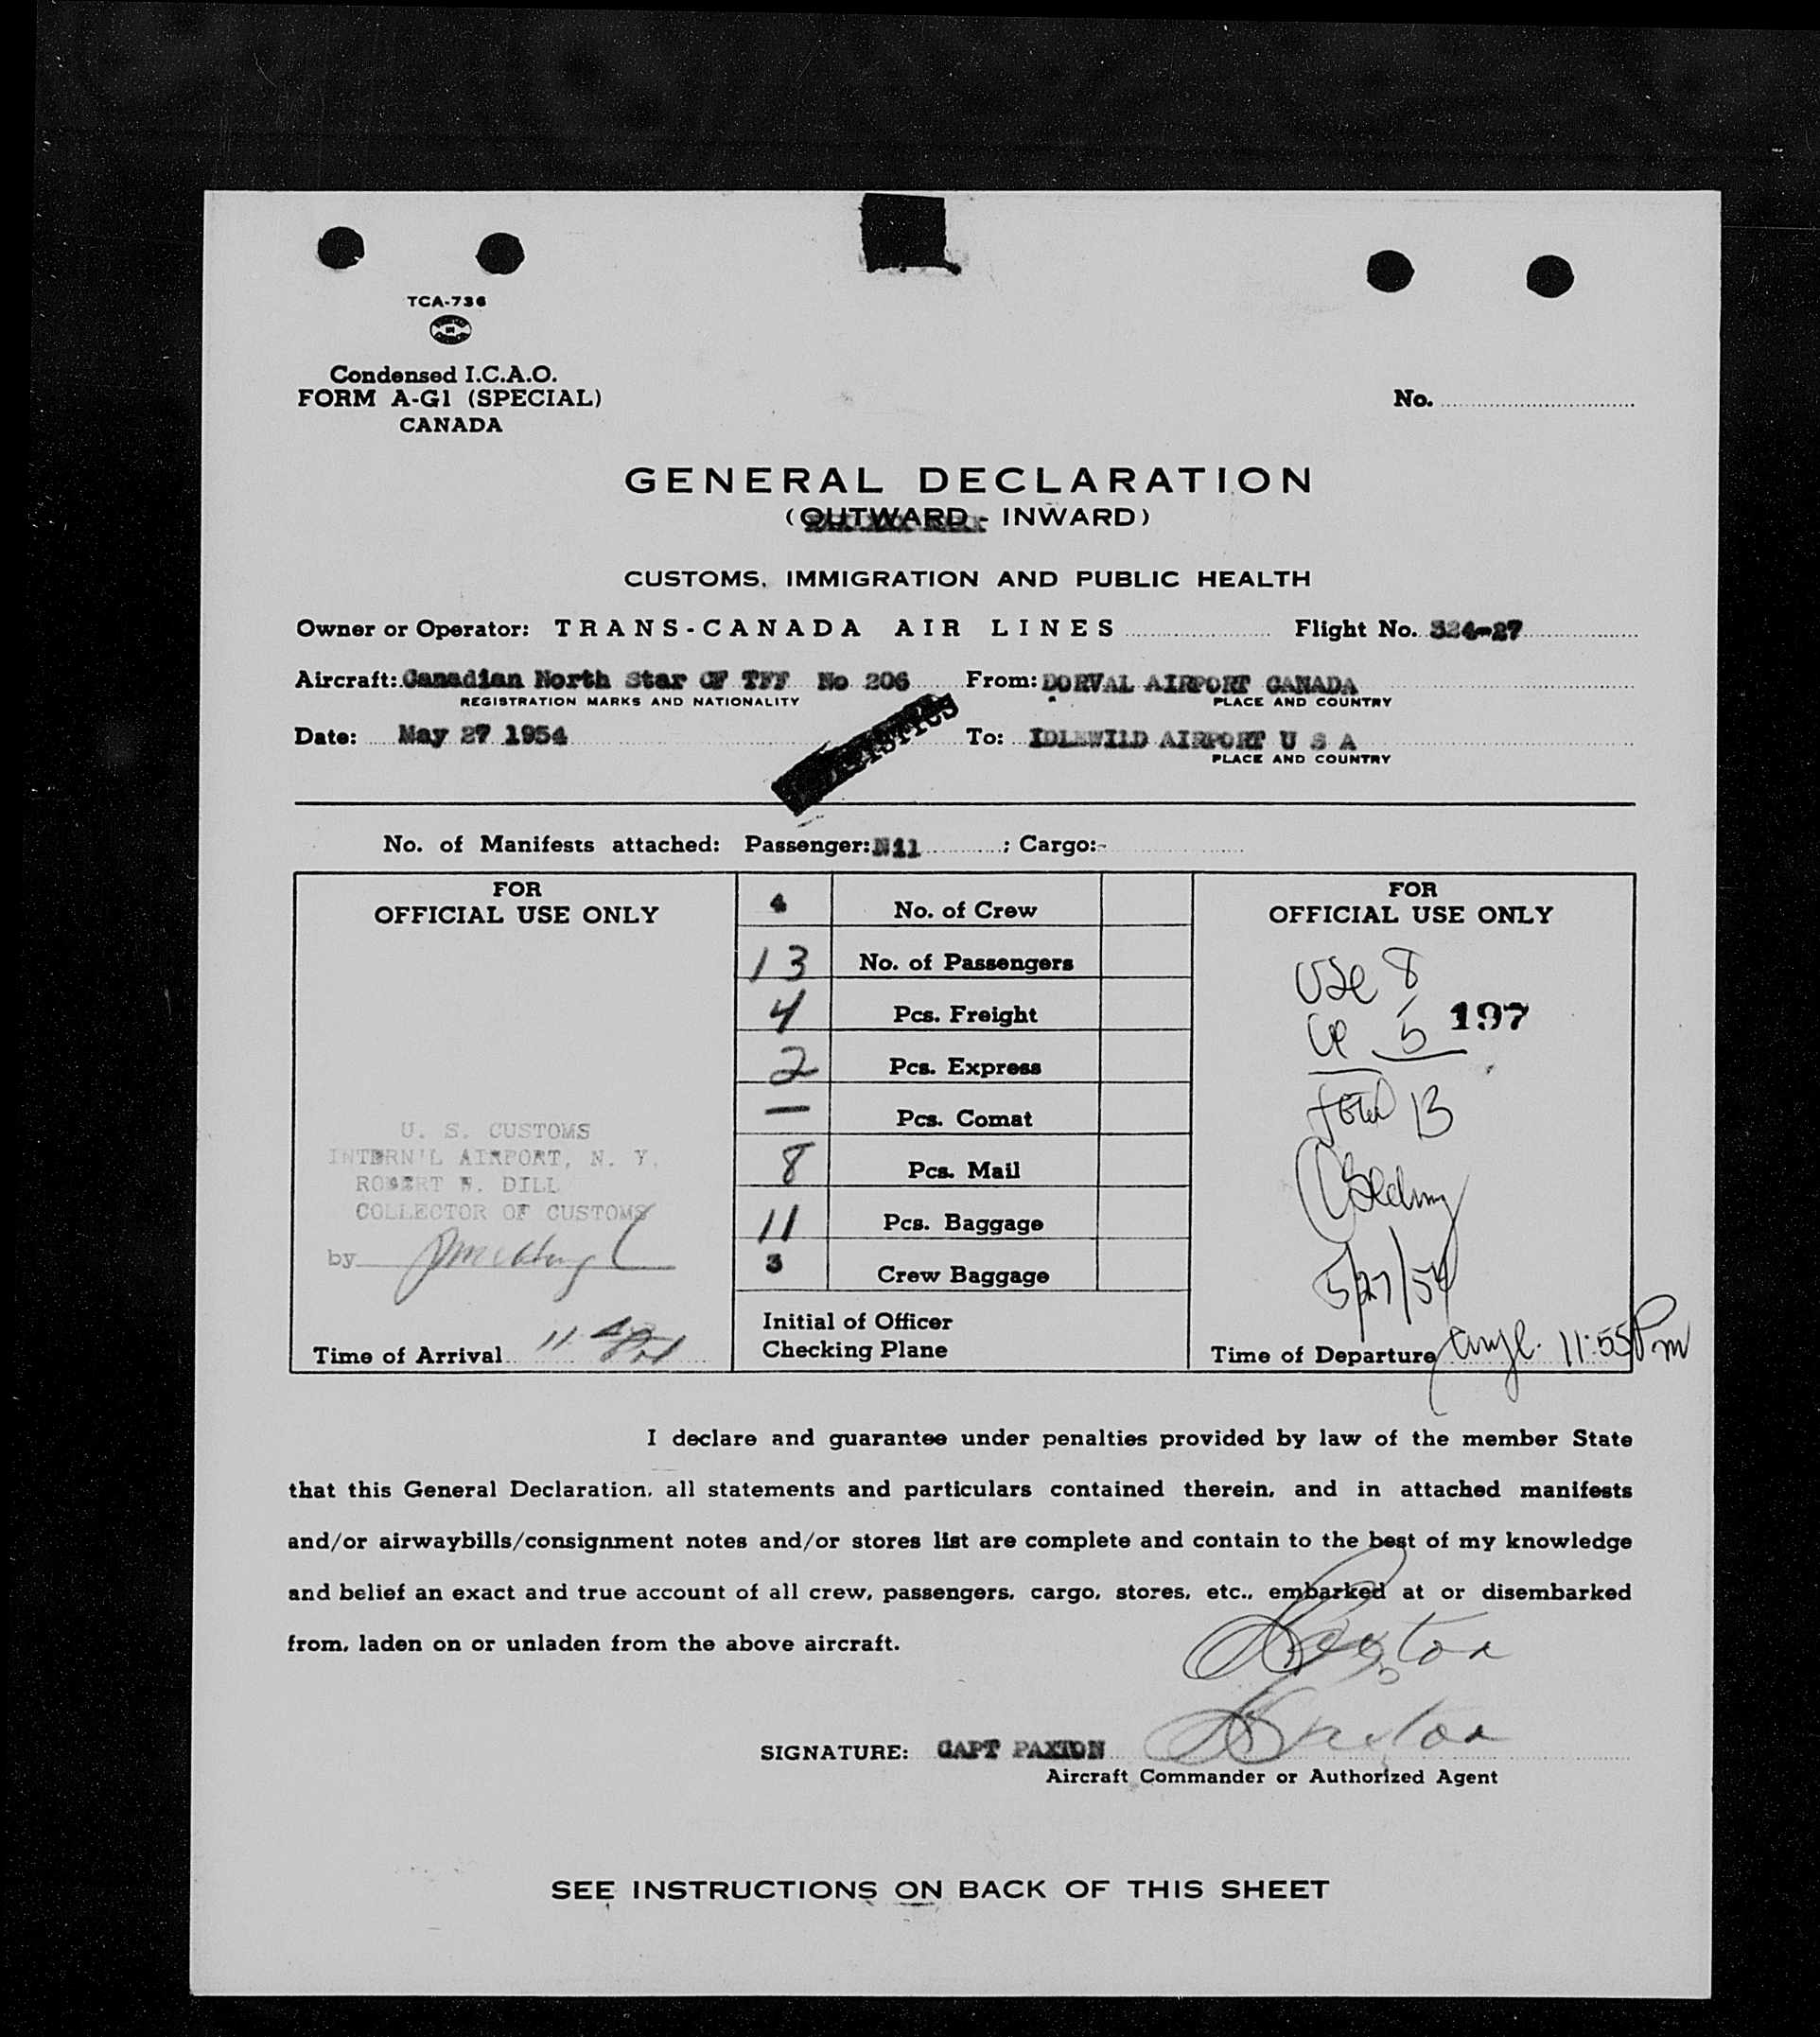 TCA-736
Condensed I.C.A.O.
FORM A-G1 (SPECIAL)
CANADA
No.
GENERAL DECLARATION
(OUTWARD - INWARD)
CUSTOMS, IMMIGRATION AND PUBLIC HEALTH
Owner or Operator: TRANS-CANADA AIR LINES Flight No. 324-27
Aircraft: Canadian North Star CF TFF No 206 From: DORVAL AIRPORT CANADA
REGISTRATION MARKS AND NATIONALITY PLACE AND COUNTRY
Date: May 27 1954 To: IDLEWILD AIRPORT U S A
PLACE AND COUNTRY
No. of Manifests attached: Passenger: Nil ; Cargo:-
FOR
OFFICIAL USE ONLY
4 No. of Crew
13 No. of Passengers
4 Pcs. Freight
2 Pcs. Express
— Pcs. Comat
8 Pcs. Mail
11 Pcs. Baggage
3 Crew Baggage
Initial of Officer
Checking Plane
U. S. CUSTOMS
INTERN'L AIRPORT, N. Y.
ROBERT W. DILL
COLLECTOR OF CUSTOMS
by
Time of Arrival 11
FOR
OFFICIAL USE ONLY
USC 8
5 197
Total 13
5/27/54
Time of Departure 11:55 Pm
I declare and guarantee under penalties provided by law of the member State
that this General Declaration, all statements and particulars contained therein, and in attached manifests
and/or airwaybills/consignment notes and/or stores list are complete and contain to the best of my knowledge
and belief an exact and true account of all crew, passengers, cargo, stores, etc., embarked at or disembarked
from, laden on or unladen from the above aircraft.
Paxton
SIGNATURE: CAPT PAXTON Paxton
Aircraft Commander or Authorized Agent
SEE INSTRUCTIONS ON BACK OF THIS SHEET